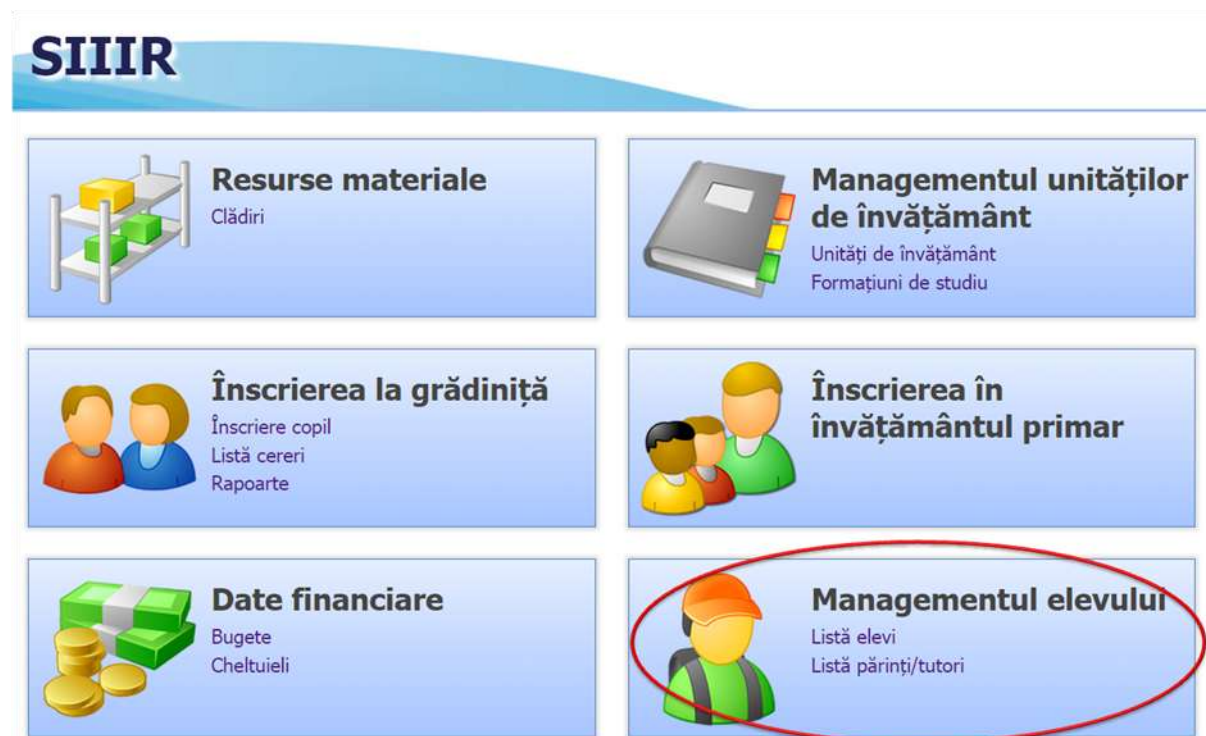 SIIIR
Resurse materiale
Clădiri
Managementul unităților
de învățământ
Unități de învățământ
Formațiuni de studiu
Înscrierea la grădiniță
Înscriere copil
Listă cereri
Rapoarte
Înscrierea în
învățământul primar
Date financiare
Bugete
Cheltuieli
Managementul elevului
Listă elevi
Listă părinți/tutori